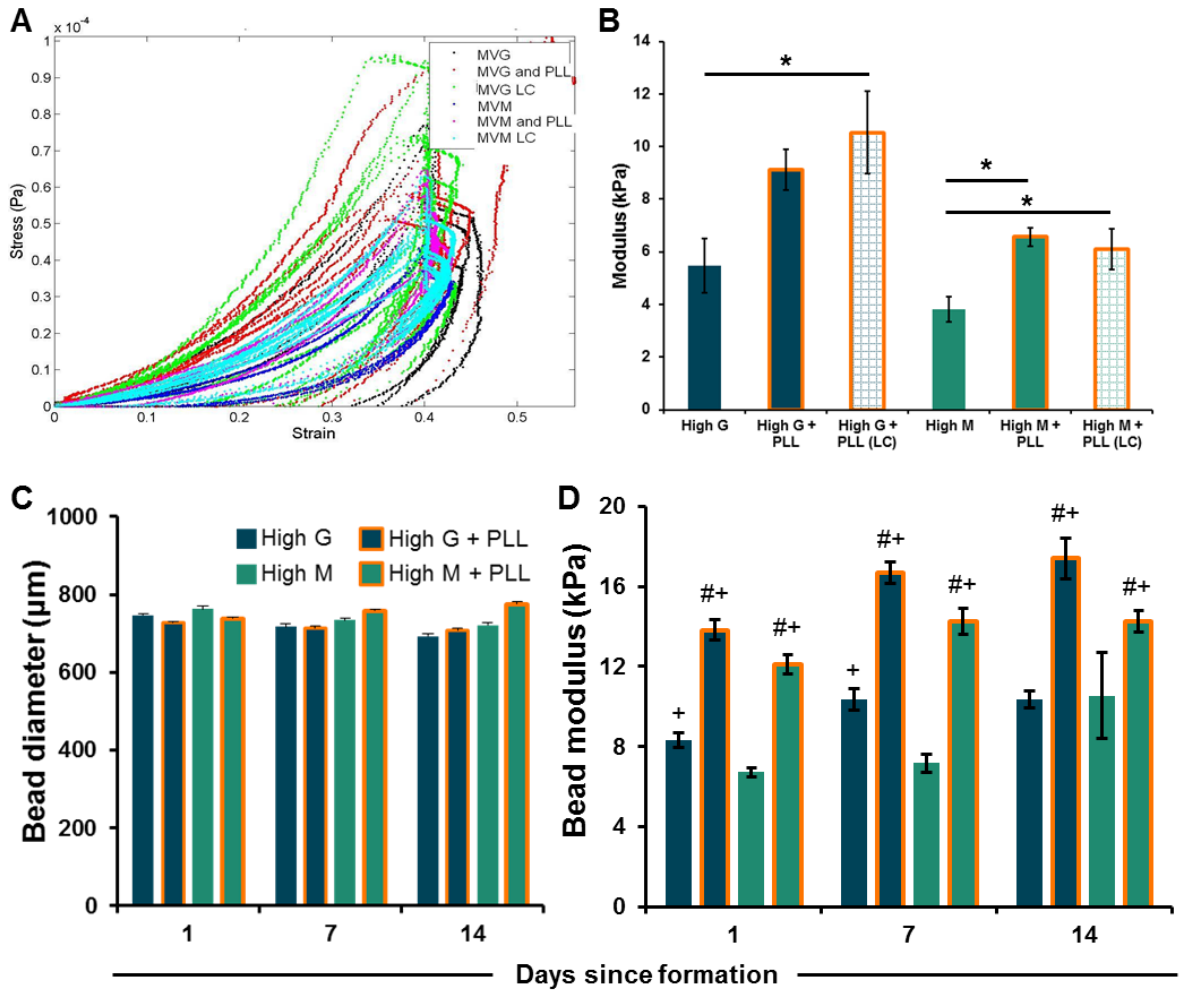 A
x 10⁻⁴
1
0.9
0.8
0.7
0.6
0.5
0.4
0.3
0.2
0.1
0
Stress (Pa)
0
0.1
0.2
0.3
0.4
0.5
Strain
MVG
MVG and PLL
MVG LC
MVM
MVM and PLL
MVM LC
B
Modulus (kPa)
14
12
10
8
6
4
2
0
*
*
*
High G
High G +
PLL
High G +
PLL (LC)
High M
High M +
PLL
High M +
PLL (LC)
C
Bead diameter (µm)
1000
800
600
400
200
0
High G
High G + PLL
High M
High M + PLL
1
7
14
D
Bead modulus (kPa)
20
16
12
8
4
0
+
#+
#+
+
#+
#+
#+
#+
1
7
14
Days since formation